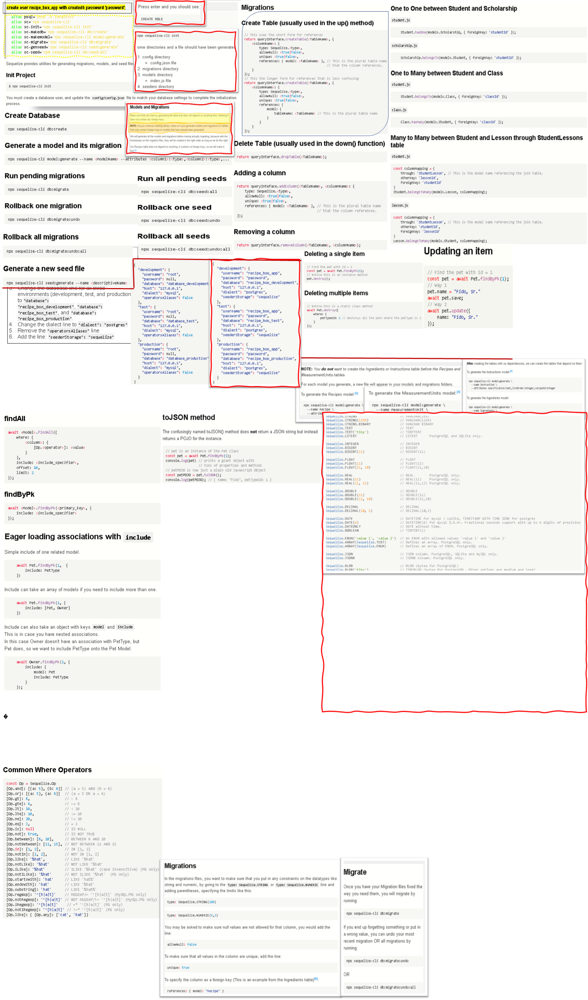 create user recipe_box_app with createdb password 'password';
alias psql='psql -h localhost'
alias sc='npx sequelize-cli'
alias sc-init='npx sequelize-cli init'
alias sc-makedb='npx sequelize-cli db:create'
alias sc-makemodel='npx sequelize-cli model:generate'
alias sc-migrate='npx sequelize-cli db:migrate'
alias sc-genseed='npx sequelize-cli seed:generate'
alias sc-seed='npm sequelize-cli db:seed:all'
Sequelize provides utilities for generating migrations, models, and seed files
Init Project
$ npx sequelize-cli init
You must create a database user, and update the config/config.json file to match your database settings to complete the initialization
process.
Press enter and you should see:
CREATE ROLE
npx sequelize-cli init
ome directories and a file should have been generated
1. config directory
◦ config.json file
2. migrations directory
3. models directory
◦ index.js file
4. seeders directory
Models and Migrations
Make sure that you start by generating the table that does not depend on anything else, meaning it
does not contain any foreign keys.
NOTE: As you continue creating tables, make sure you generate models and migrations for tables
that only contain foreign keys to models that have already been generated
We will generate all the models and migrations before moving actually migrating, because with the
timestamps on the migration files, they will be created in the right order as long as we do this right
Our Recipes table does not depend on anything, it contains no foreign keys, so we will make it
first.
Create Database
npx sequelize-cli db:create
Generate a model and its migration
npx sequelize-cli model:generate --name <ModelName> --attributes <column1>:<type>,<column2>:<type>,...
Run pending migrations
npx sequelize-cli db:migrate
Rollback one migration
npx sequelize-cli db:migrate:undo
Rollback all migrations
npx sequelize-cli db:migrate:undo:all
Generate a new seed file
npx sequelize-cli seed:generate --name <descriptiveName>
Run all pending seeds
npx sequelize-cli db:seed:all
Rollback one seed
npx sequelize-cli db:seed:undo
Rollback all seeds
npx sequelize-cli db:seed:undo:all
3. Change the database line for all three
environments (development, test, and production
to "database":
"recipe_box_development", "database":
"recipe_box_test", and "database":
"recipe_box_production".
4. Change the dialect line to "dialect": "postgres"
5. Remove the "operatorsAliases" line
6. Add the line: "seederStorage": "sequelize"
{
"development": {
"username": "root",
"password": null,
"database": "database_development
"host": "127.0.0.1",
"dialect": "mysql",
"operatorsAliases": false
},
"test": {
"username": "root",
"password": null,
"database": "database_test",
"host": "127.0.0.1",
"dialect": "mysql",
"operatorsAliases": false
},
"production": {
"username": "root",
"password": null,
"database": "database_production"
"host": "127.0.0.1",
"dialect": "mysql",
"operatorsAliases": false
}
}
{
"development": {
"username": "recipe_box_app",
"password": "password",
"database": "recipe_box_development",
"host": "127.0.0.1",
"dialect": "postgres",
"seederStorage": "sequelize"
},
"test": {
"username": "recipe_box_app",
"password": "password",
"database": "recipe_box_test",
"host": "127.0.0.1",
"dialect": "postgres",
"seederStorage": "sequelize"
},
"production": {
"username": "recipe_box_app",
"password": "password",
"database": "recipe_box_production",
"host": "127.0.0.1",
"dialect": "postgres",
"seederStorage": "sequelize"
}
}
Migrations
Create Table (usually used in the up() method)
// This uses the short form for references
return queryInterface.createTable(<TableName>, {
<columnName>: {
type: Sequelize.<type>,
allowNull: <true|false>,
unique: <true|false>,
references: { model: <TableName> }, // This is the plural table name
// that the column references.
}
});
// This the longer form for references that is less confusing
return queryInterface.createTable(<TableName>, {
<columnName>: {
type: Sequelize.<type>,
allowNull: <true|false>,
unique: <true|false>,
references: {
model: {
tableName: <TableName> // This is the plural table name
}
}
}
});
Delete Table (usually used in the down() function)
return queryInterface.dropTable(<TableName>);
Adding a column
return queryInteface.addColumn(<TableName>, <columnName>: {
type: Sequelize.<type>,
allowNull: <true|false>,
unique: <true|false>,
references: { model: <TableName> }, // This is the plural table name
// that the column references.
});
Removing a column
return queryInterface.removeColumn(<TableName>, <columnName>);
One to One between Student and Scholarship
student.js
Student.hasOne(models.Scholarship, { foreignKey: 'studentId' });
scholarship.js
Scholarship.belongsTo(models.Student, { foreignKey: 'studentId' });
One to Many between Student and Class
student.js
Student.belongsTo(models.Class, { foreignKey: 'classId' });
class.js
Class.hasMany(models.Student, { foreignKey: 'classId' });
Many to Many between Student and Lesson through StudentLessons
table
student.js
const columnMapping = {
through: 'StudentLesson', // This is the model name referencing the join table.
otherKey: 'lessonId',
foreignKey: 'studentId'
}
Student.belongsToMany(models.Lesson, columnMapping);
lesson.js
const columnMapping = {
through: 'StudentLesson', // This is the model name referencing the join table.
otherKey: 'studentId',
foreignKey: 'lessonId'
}
Lesson.belongsToMany(models.Student, columnMapping);
Deleting a single item
// Find the pet with id = 1
const pet = await Pet.findByPk(1);
// Notice this is an instance method
pet.destroy();
Deleting multiple items
// Notice this is a static class method
await Pet.destroy({
where: {
petTypeId: 1 // Destorys all the pets where the petType is 1
}
});
Updating an item
// Find the pet with id = 1
const pet = await Pet.findByPk(1);
// Way 1
pet.name = "Fido, Sr."
await pet.save;
// Way 2
await pet.update({
name: "Fido, Sr."
});
NOTE: You do not want to create the Ingredients or Instructions table before the Recipes and
MeasurementUnits tables
For each model you generate, a new file will appear in your models and migrations folders.
To generate the Recipes model:[3]
npx sequelize-cli model:generate \
--name Recipe \
--attrib
To generate the MeasurementUnits model:[4]
npx sequelize-cli model:generate \
--name MeasurementUnit \
After creating the tables with no dependencies, we can create the tables that depend on them
To generate the Instructions model:[5]
npx sequelize-cli model:generate \
--name Instruction \
--attributes specification:text,listOrder:integer,recipeId:integer
To generate the Ingredients model:
npx sequelize-cli model:generate \
--name Ingredients \
Sequelize.STRING // VARCHAR(255)
Sequelize.STRING(1234) // VARCHAR(1234)
Sequelize.STRING.BINARY // VARCHAR BINARY
Sequelize.TEXT // TEXT
Sequelize.TEXT('tiny') // TINYTEXT
Sequelize.CITEXT // CITEXT PostgreSQL and SQLite only.
Sequelize.INTEGER // INTEGER
Sequelize.BIGINT // BIGINT
Sequelize.BIGINT(11) // BIGINT(11)
Sequelize.FLOAT // FLOAT
Sequelize.FLOAT(11) // FLOAT(11)
Sequelize.FLOAT(11, 10) // FLOAT(11,10)
Sequelize.REAL // REAL PostgreSQL only.
Sequelize.REAL(11) // REAL(11) PostgreSQL only.
Sequelize.REAL(11, 12) // REAL(11,12) PostgreSQL only.
Sequelize.DOUBLE // DOUBLE
Sequelize.DOUBLE(11) // DOUBLE(11)
Sequelize.DOUBLE(11, 10) // DOUBLE(11,10)
Sequelize.DECIMAL // DECIMAL
Sequelize.DECIMAL(10, 2) // DECIMAL(10,2)
Sequelize.DATE // DATETIME for mysql / sqlite, TIMESTAMP WITH TIME ZONE for postgres
Sequelize.DATE(6) // DATETIME(6) for mysql 5.6.4+. Fractional seconds support with up to 6 digits of precision
Sequelize.DATEONLY // DATE without time.
Sequelize.BOOLEAN // TINYINT(1)
Sequelize.ENUM('value 1', 'value 2') // An ENUM with allowed values 'value 1' and 'value 2'
Sequelize.ARRAY(Sequelize.TEXT) // Defines an array. PostgreSQL only.
Sequelize.ARRAY(Sequelize.ENUM) // Defines an array of ENUM. PostgreSQL only.
Sequelize.JSON // JSON column. PostgreSQL, SQLite and MySQL only.
Sequelize.JSONB // JSONB column. PostgreSQL only.
Sequelize.BLOB // BLOB (bytea for PostgreSQL)
Sequelize.BLOB('tiny') // TINYBLOB (bytea for PostgreSQL. Other options are medium and long)
findAll
await <Model>.findAll({
where: {
<column>: {
[Op.<operator>]: <value>
}
},
include: <include_specifier>,
offset: 10,
limit: 2
});
findByPk
await <Model>.findByPk(<primary_key>, {
include: <include_specifier>
});
Eager loading associations with include
Simple include of one related model.
await Pet.findByPk(1, {
include: PetType
})
Include can take an array of models if you need to include more than one.
await Pet.findByPk(1, {
include: [Pet, Owner]
})
Include can also take an object with keys model and include.
This is in case you have nested associations.
In this case Owner doesn't have an association with PetType, but
Pet does, so we want to include PetType onto the Pet Model.
await Owner.findByPk(1, {
include: {
model: Pet
include: PetType
}
});
toJSON method
The confusingly named toJSON() method does not return a JSON string but instead
returns a POJO for the instance.
// pet is an instance of the Pet class
const pet = await Pet.findByPk(1);
console.log(pet) // prints a giant object with
// tons of properties and methods
// petPOJO is now just a plain old Javascript Object
const petPOJO = pet.toJSON();
console.log(petPOJO); // { name: "Fido", petTypeId: 1 }
�
Common Where Operators
const Op = Sequelize.Op
[Op.and]: [{a: 5}, {b: 6}] // (a = 5) AND (b = 6)
[Op.or]: [{a: 5}, {a: 6}] // (a = 5 OR a = 6)
[Op.gt]: 6, // > 6
[Op.gte]: 6, // >= 6
[Op.lt]: 10, // < 10
[Op.lte]: 10, // <= 10
[Op.ne]: 20, // != 20
[Op.eq]: 3, // = 3
[Op.is]: null // IS NULL
[Op.not]: true, // IS NOT TRUE
[Op.between]: [6, 10], // BETWEEN 6 AND 10
[Op.notBetween]: [11, 15], // NOT BETWEEN 11 AND 15
[Op.in]: [1, 2], // IN [1, 2]
[Op.notIn]: [1, 2], // NOT IN [1, 2]
[Op.like]: '%hat', // LIKE '%hat'
[Op.notLike]: '%hat' // NOT LIKE '%hat'
[Op.iLike]: '%hat' // ILIKE '%hat' (case insensitive) (PG only)
[Op.notILike]: '%hat' // NOT ILIKE '%hat' (PG only)
[Op.startsWith]: 'hat' // LIKE 'hat%'
[Op.endsWith]: 'hat' // LIKE '%hat'
[Op.substring]: 'hat' // LIKE '%hat%'
[Op.regexp]: '^[h|a|t]' // REGEXP/~ '^[h|a|t]' (MySQL/PG only)
[Op.notRegexp]: '^[h|a|t]' // NOT REGEXP/!~ '^[h|a|t]' (MySQL/PG only)
[Op.iRegexp]: '^[h|a|t]' // ~* '^[h|a|t]' (PG only)
[Op.notIRegexp]: '^[h|a|t]' // !~* '^[h|a|t]' (PG only)
[Op.like]: { [Op.any]: ['cat', 'hat']}
Migrations
In the migrations files, you want to make sure that you put in any constraints on the datatypes like
string and numeric, by going to the type: Sequelize.STRING or type: Sequelize.NUMERIC line and
adding parentheses, specifying the limits like this:
type: Sequelize.STRING(100)
type: Sequelize.NUMERIC(5,3)
You may be asked to make sure null values are not allowed for that column, you would add the
line:
allowNull: false
To make sure that all values in the column are unique, add the line:
unique: true
To specify the column as a foreign key (This is an example from the Ingredients table)[6]:
references: { model: "Recipe" }
Migrate
Once you have your Migration files fixed the
way you need them, you will migrate by
running:
npx sequelize-cli db:migrate
If you end up forgetting something or put in
a wrong value, you can undo your most
recent migration OR all migrations by
running:
npx sequelize-cli db:migrate:undo
OR
npx sequelize-cli db:migrate:undo:all